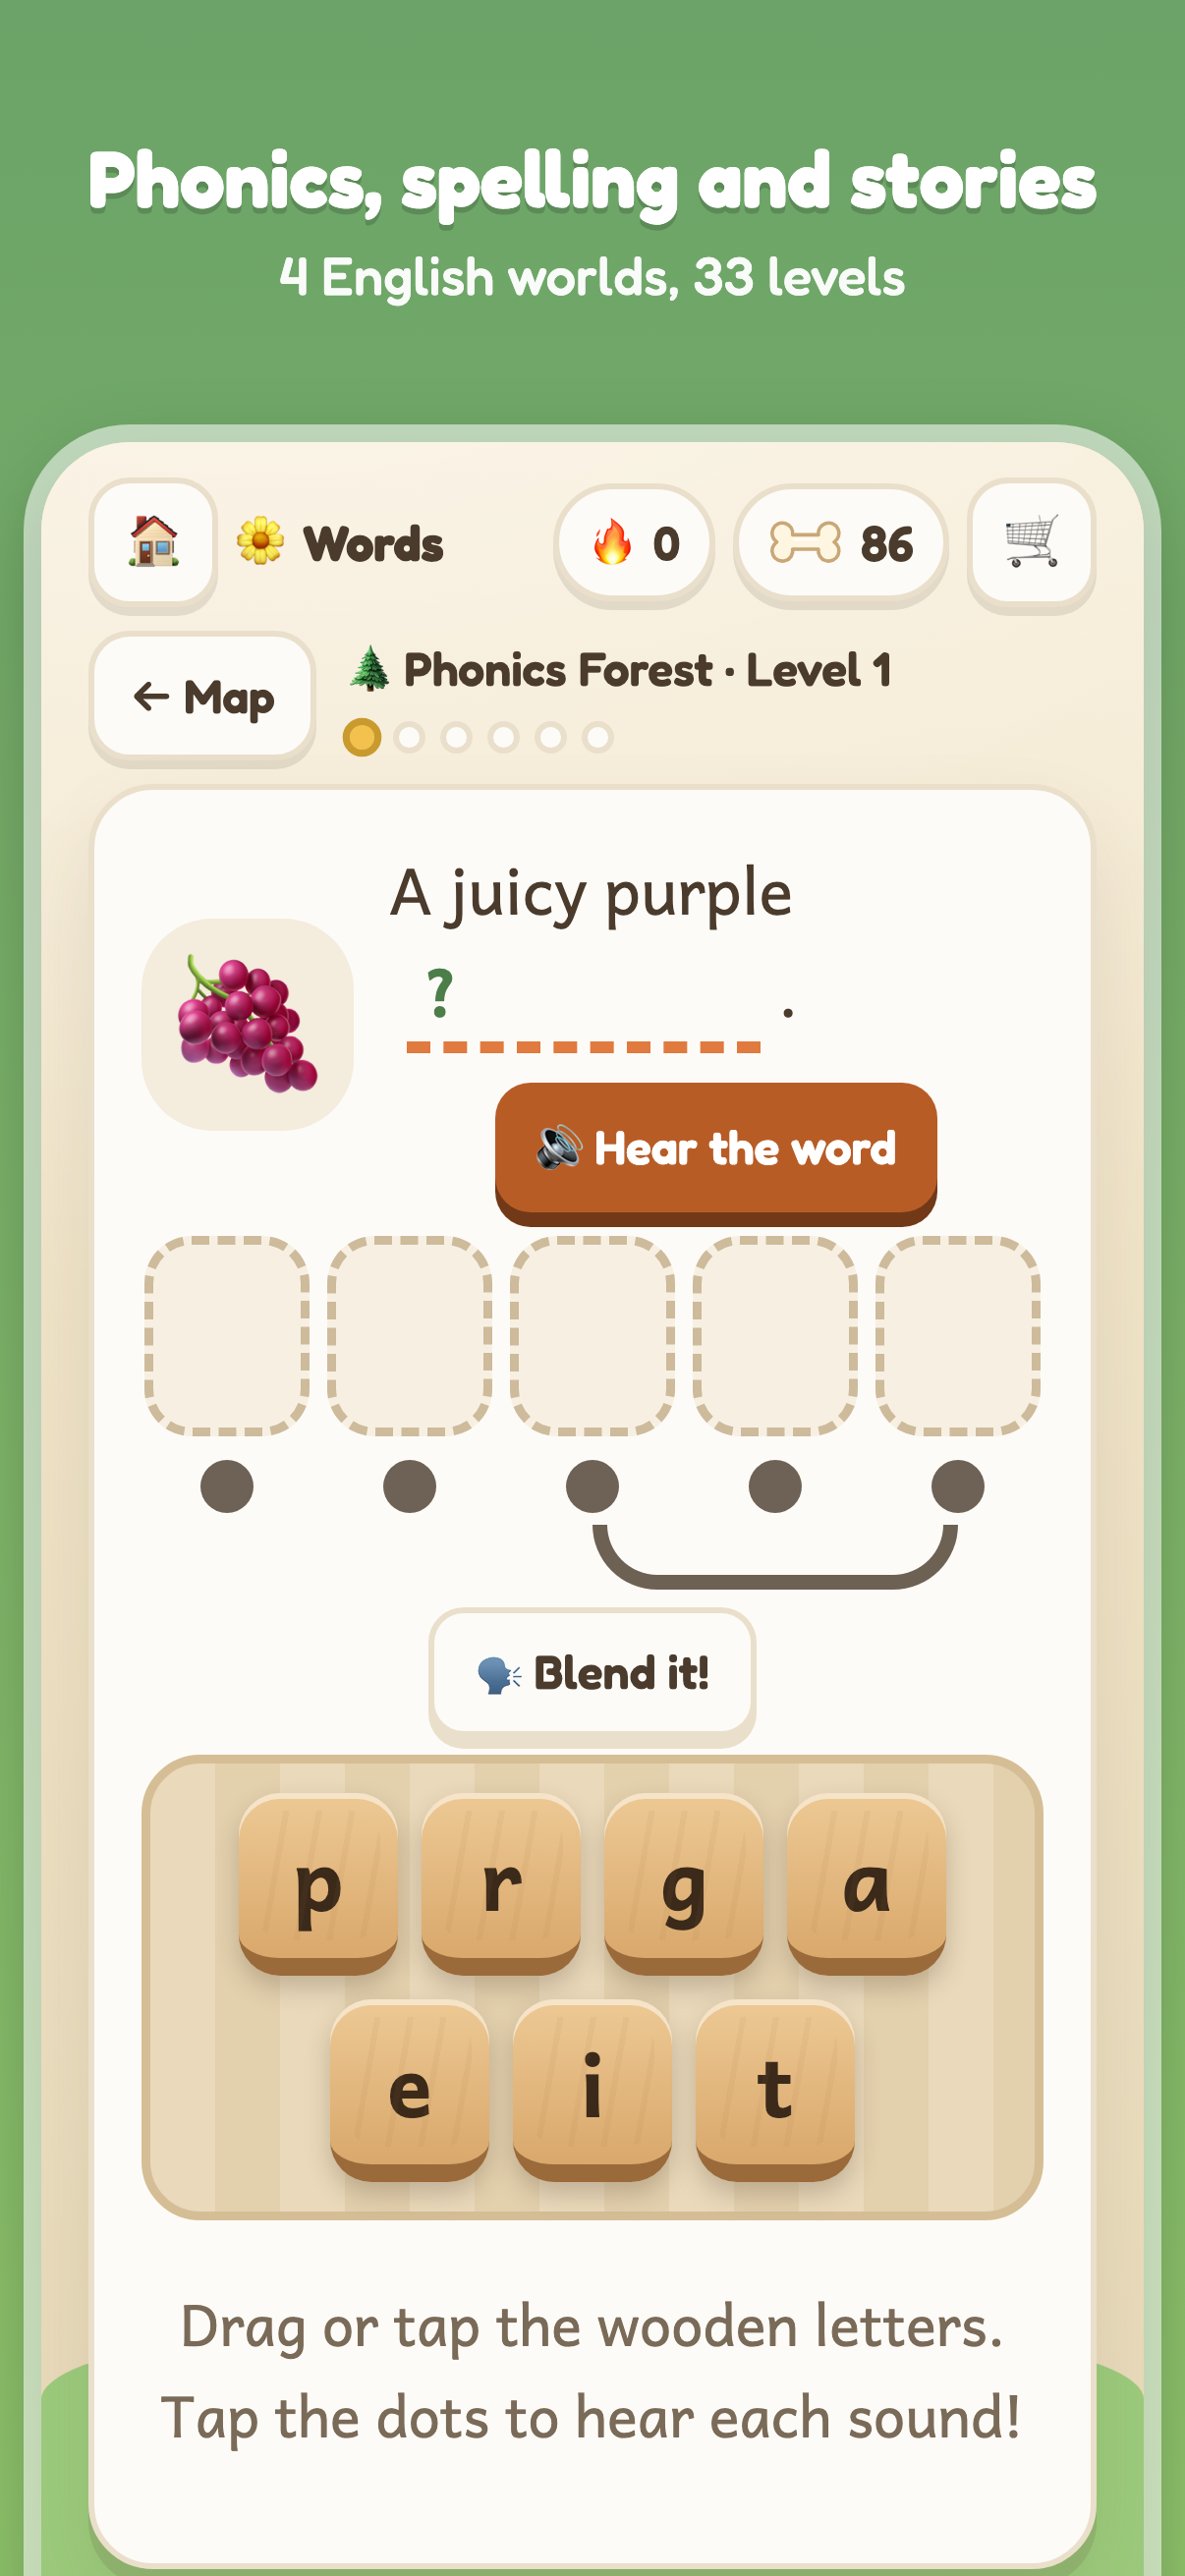 Phonics, spelling and stories
4 English worlds, 33 levels
Words
0
86
← Map
Phonics Forest · Level 1
A juicy purple
? .
Hear the word
Blend it!
p r g a
e i t
Drag or tap the wooden letters.
Tap the dots to hear each sound!